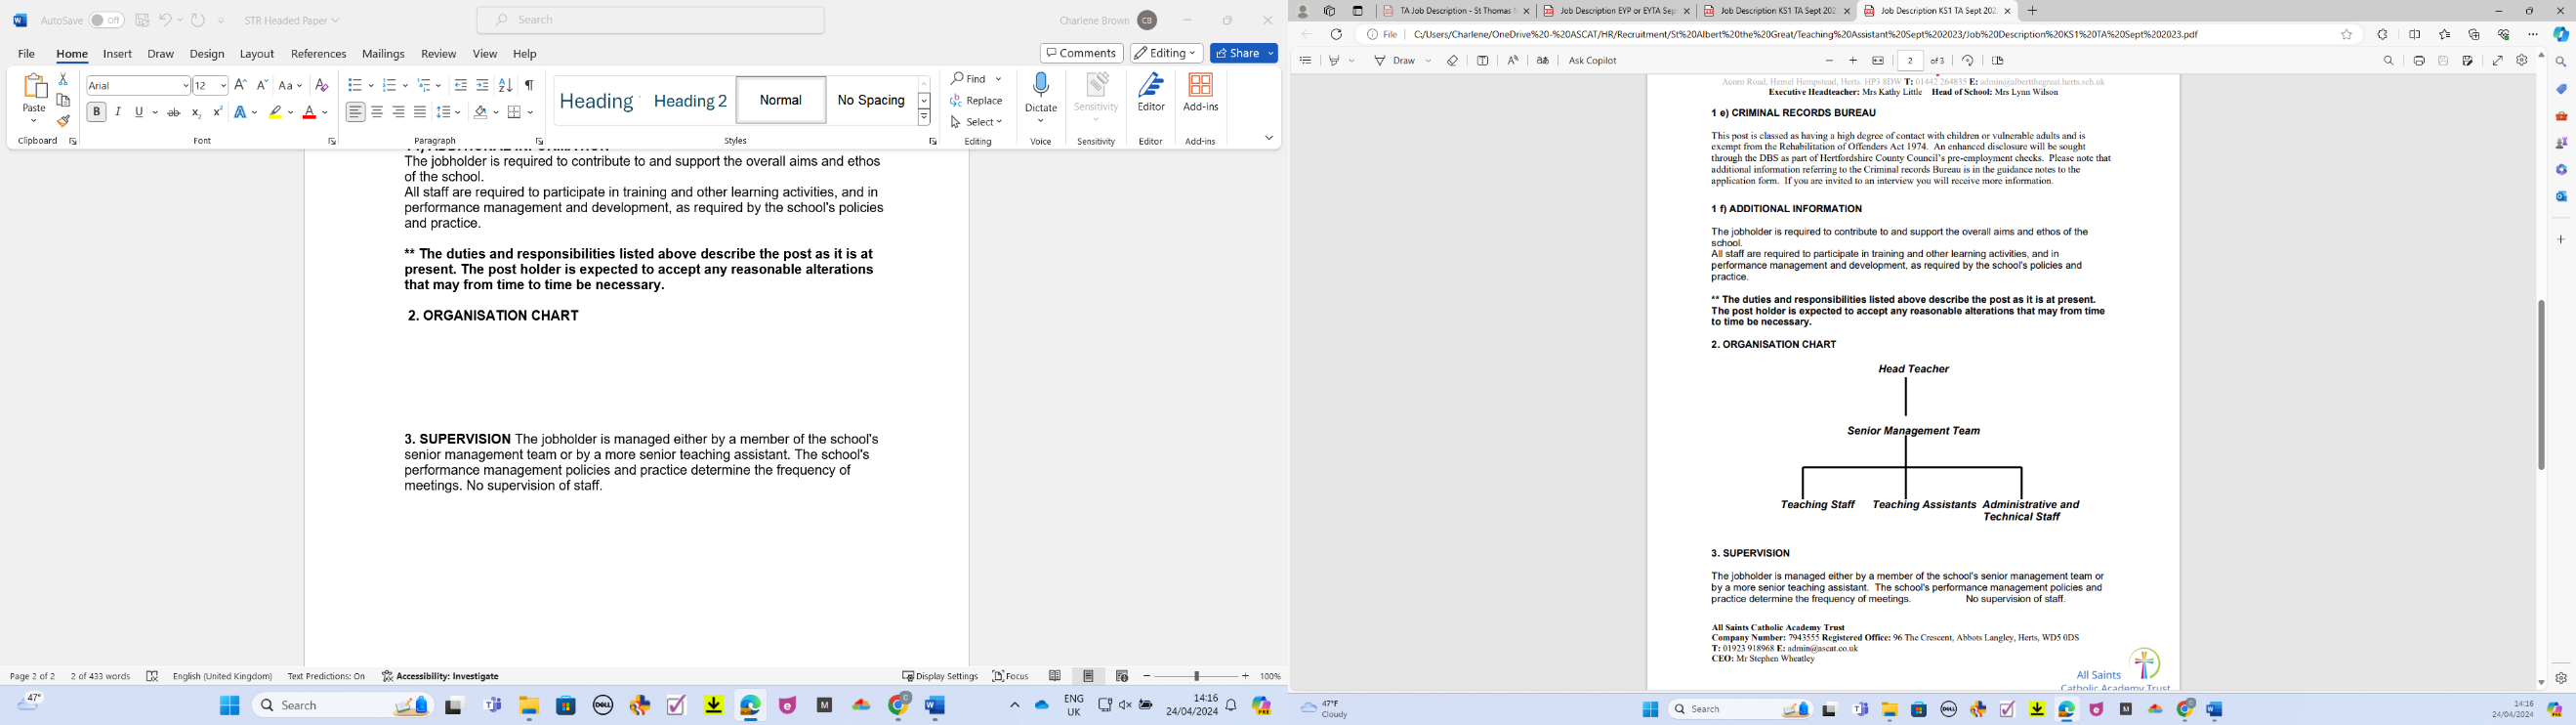 AutoSave Off STR Headed Paper Search Charlene Brown CB
File Home Insert Draw Design Layout References Mailings Review View Help Comments Editing Share
Paste Arial 12 Aa Heading Heading 2 Normal No Spacing Find Replace Select Dictate Sensitivity Editor Add-ins
Clipboard Font Paragraph Styles Editing Voice Sensitivity Editor Add-ins
The jobholder is required to contribute to and support the overall aims and ethos
of the school.
All staff are required to participate in training and other learning activities, and in
performance management and development, as required by the school's policies
and practice.
** The duties and responsibilities listed above describe the post as it is at
present. The post holder is expected to accept any reasonable alterations
that may from time to time be necessary.
2. ORGANISATION CHART
3. SUPERVISION The jobholder is managed either by a member of the school's
senior management team or by a more senior teaching assistant. The school's
performance management policies and practice determine the frequency of
meetings. No supervision of staff.
Page 2 of 2 2 of 433 words English (United Kingdom) Text Predictions: On Accessibility: Investigate Display Settings Focus 100%
47° Search DELL ENG UK 14:16 24/04/2024
TA Job Description - St Thomas Job Description EYP or EYTA Sep Job Description KS1 TA Sept 202 Job Description KS1 TA Sept 202
File C:/Users/Charlene/OneDrive%20-%20ASCAT/HR/Recruitment/St%20Albert%20the%20Great/Teaching%20Assistant%20Sept%202023/Job%20Description%20KS1%20TA%20Sept%202023.pdf
Draw Ask Copilot 2 of 3
Acorn Road, Hemel Hempstead, Herts. HP3 8DW T: 01442 264835 E: admin@albertthegreat.herts.sch.uk
Executive Headteacher: Mrs Kathy Little Head of School: Mrs Lynn Wilson
1 e) CRIMINAL RECORDS BUREAU
This post is classed as having a high degree of contact with children or vulnerable adults and is
exempt from the Rehabilitation of Offenders Act 1974. An enhanced disclosure will be sought
through the DBS as part of Hertfordshire County Council's pre-employment checks. Please note that
additional information referring to the Criminal records Bureau is in the guidance notes to the
application form. If you are invited to an interview you will receive more information.
1 f) ADDITIONAL INFORMATION
The jobholder is required to contribute to and support the overall aims and ethos of the
school.
All staff are required to participate in training and other learning activities, and in
performance management and development, as required by the school's policies and
practice.
** The duties and responsibilities listed above describe the post as it is at present.
The post holder is expected to accept any reasonable alterations that may from time
to time be necessary.
2. ORGANISATION CHART
Head Teacher
Senior Management Team
Teaching Staff Teaching Assistants Administrative and
Technical Staff
3. SUPERVISION
The jobholder is managed either by a member of the school's senior management team or
by a more senior teaching assistant. The school's performance management policies and
practice determine the frequency of meetings. No supervision of staff.
All Saints Catholic Academy Trust
Company Number: 7943555 Registered Office: 96 The Crescent, Abbots Langley, Herts, WD5 0DS
T: 01923 918968 E: admin@ascat.co.uk
CEO: Mr Stephen Wheatley
All Saints
Catholic Academy Trust
47°F Cloudy Search DELL 14:16 24/04/2024